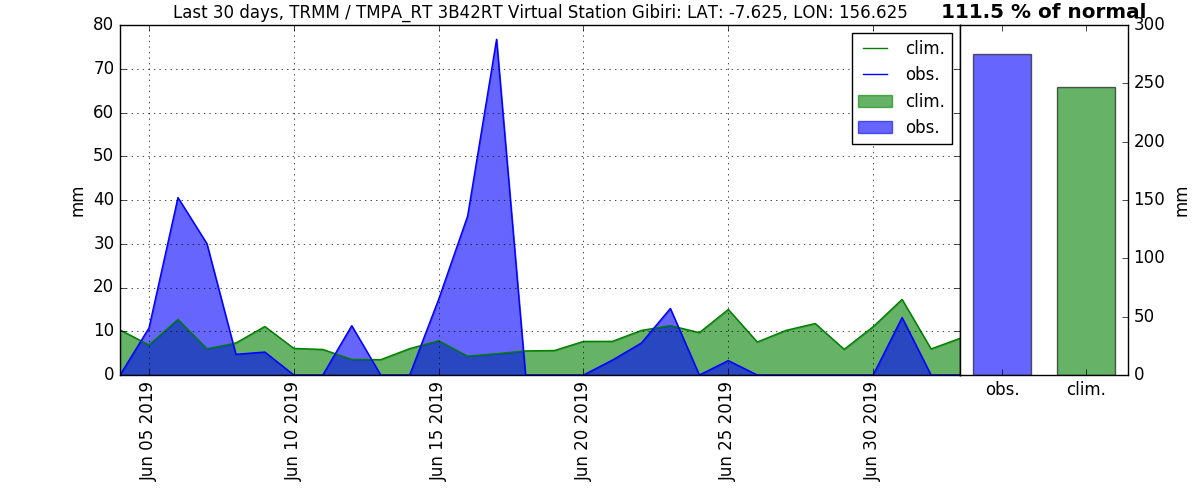 Last 30 days, TRMM / TMPA_RT 3B42RT Virtual Station Gibiri: LAT: -7.625, LON: 156.625
111.5 % of normal
80
70
60
50
40
30
20
10
0
mm
clim.
obs.
clim.
obs.
300
250
200
150
100
50
0
mm
obs.
clim.
Jun 05 2019
Jun 10 2019
Jun 15 2019
Jun 20 2019
Jun 25 2019
Jun 30 2019